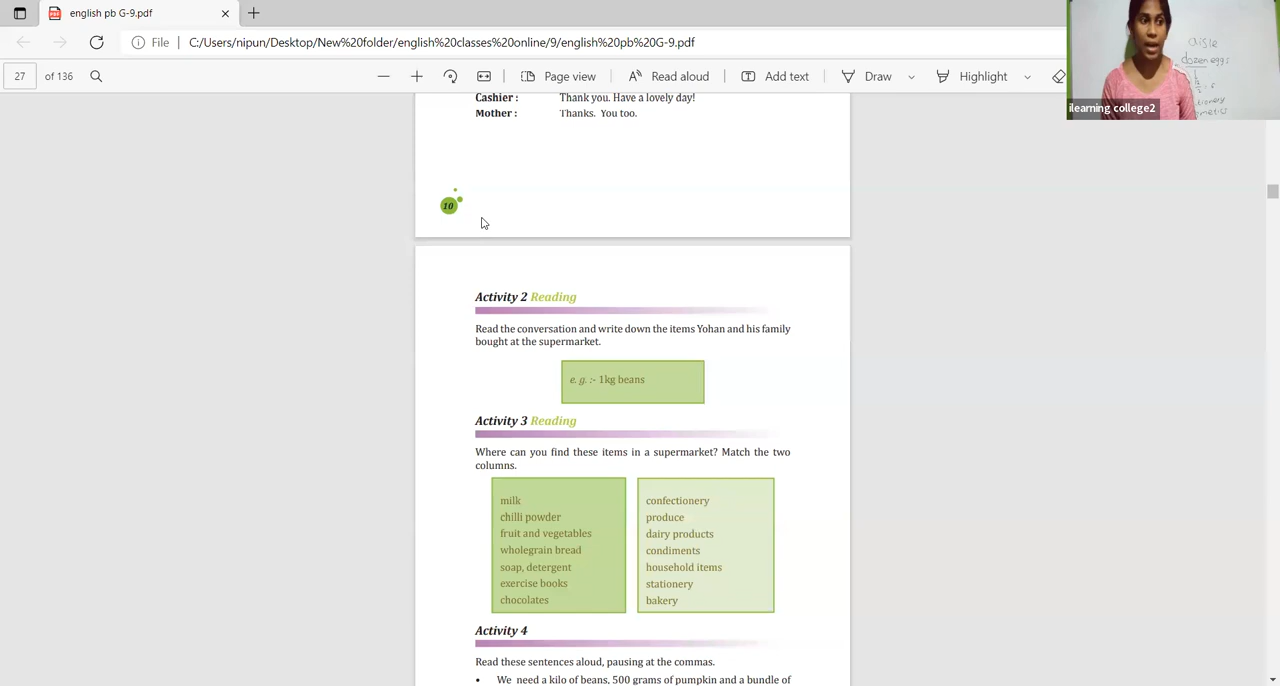 english pb G-9.pdf
File
C:/Users/nipun/Desktop/New%20folder/english%20classes%20online/9/english%20pb%20G-9.pdf
27 of 136
Page view
Read aloud
Add text
Draw
Highlight
aisle
dozen eggs
ilearning college2
Cashier : Thank you. Have a lovely day!
Mother : Thanks. You too.
10
Activity 2 Reading
Read the conversation and write down the items Yohan and his family
bought at the supermarket.
e. g. :- 1kg beans
Activity 3 Reading
Where can you find these items in a supermarket? Match the two
columns.
milk
chilli powder
fruit and vegetables
wholegrain bread
soap, detergent
exercise books
chocolates
confectionery
produce
dairy products
condiments
household items
stationery
bakery
Activity 4
Read these sentences aloud, pausing at the commas.
• We need a kilo of beans, 500 grams of pumpkin and a bundle of